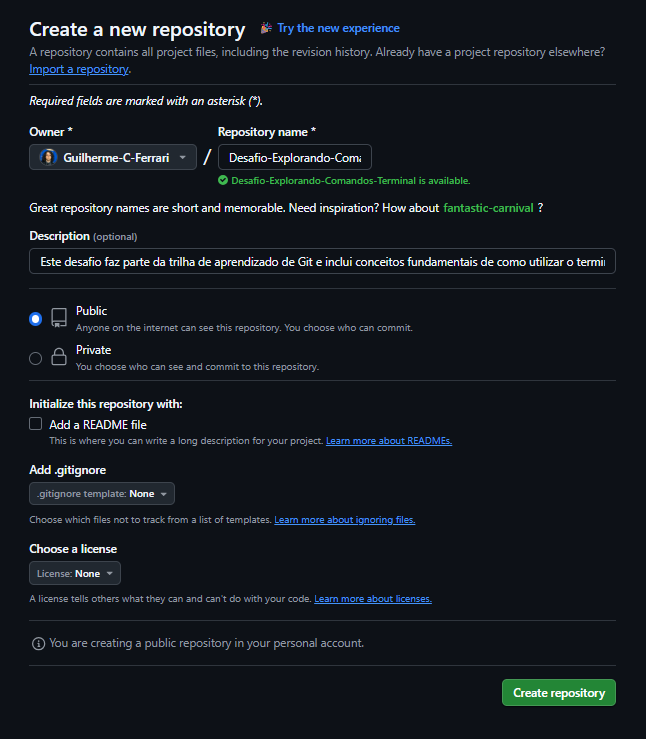 Create a new repository Try the new experience
A repository contains all project files, including the revision history. Already have a project repository elsewhere?
Import a repository.
Required fields are marked with an asterisk (*).
Owner * Repository name *
Guilherme-C-Ferrari / Desafio-Explorando-Coma
Desafio-Explorando-Comandos-Terminal is available.
Great repository names are short and memorable. Need inspiration? How about fantastic-carnival ?
Description (optional)
Este desafio faz parte da trilha de aprendizado de Git e inclui conceitos fundamentais de como utilizar o termi
Public
Anyone on the internet can see this repository. You choose who can commit.
Private
You choose who can see and commit to this repository.
Initialize this repository with:
Add a README file
This is where you can write a long description for your project. Learn more about READMEs.
Add .gitignore
.gitignore template: None
Choose which files not to track from a list of templates. Learn more about ignoring files.
Choose a license
License: None
A license tells others what they can and can't do with your code. Learn more about licenses.
You are creating a public repository in your personal account.
Create repository